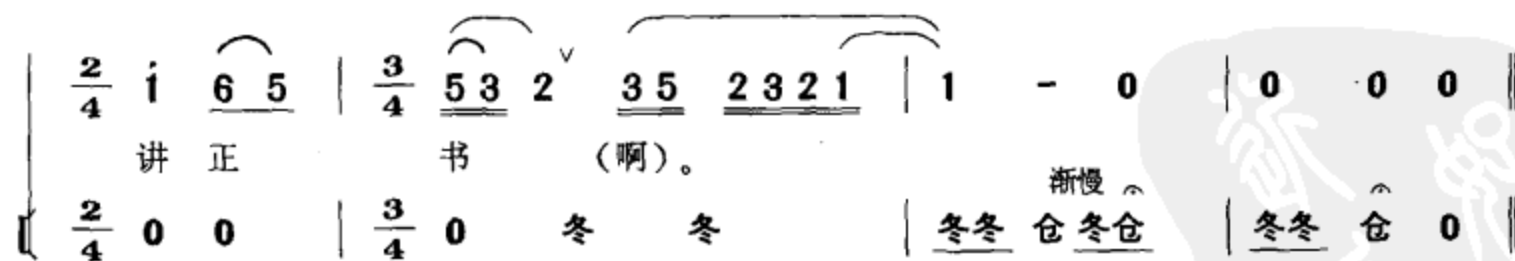 2/4 1̇ 6 5 | 3/4 5 3 2 ∨ 3 5 2 3 2 1 | 1 - 0 | 0 0 0 ‖
讲 正 书 (啊)。
渐慢
2/4 0 0 | 3/4 0 冬 冬 | 冬冬 仓 冬仓 | 冬冬 仓 0 ‖